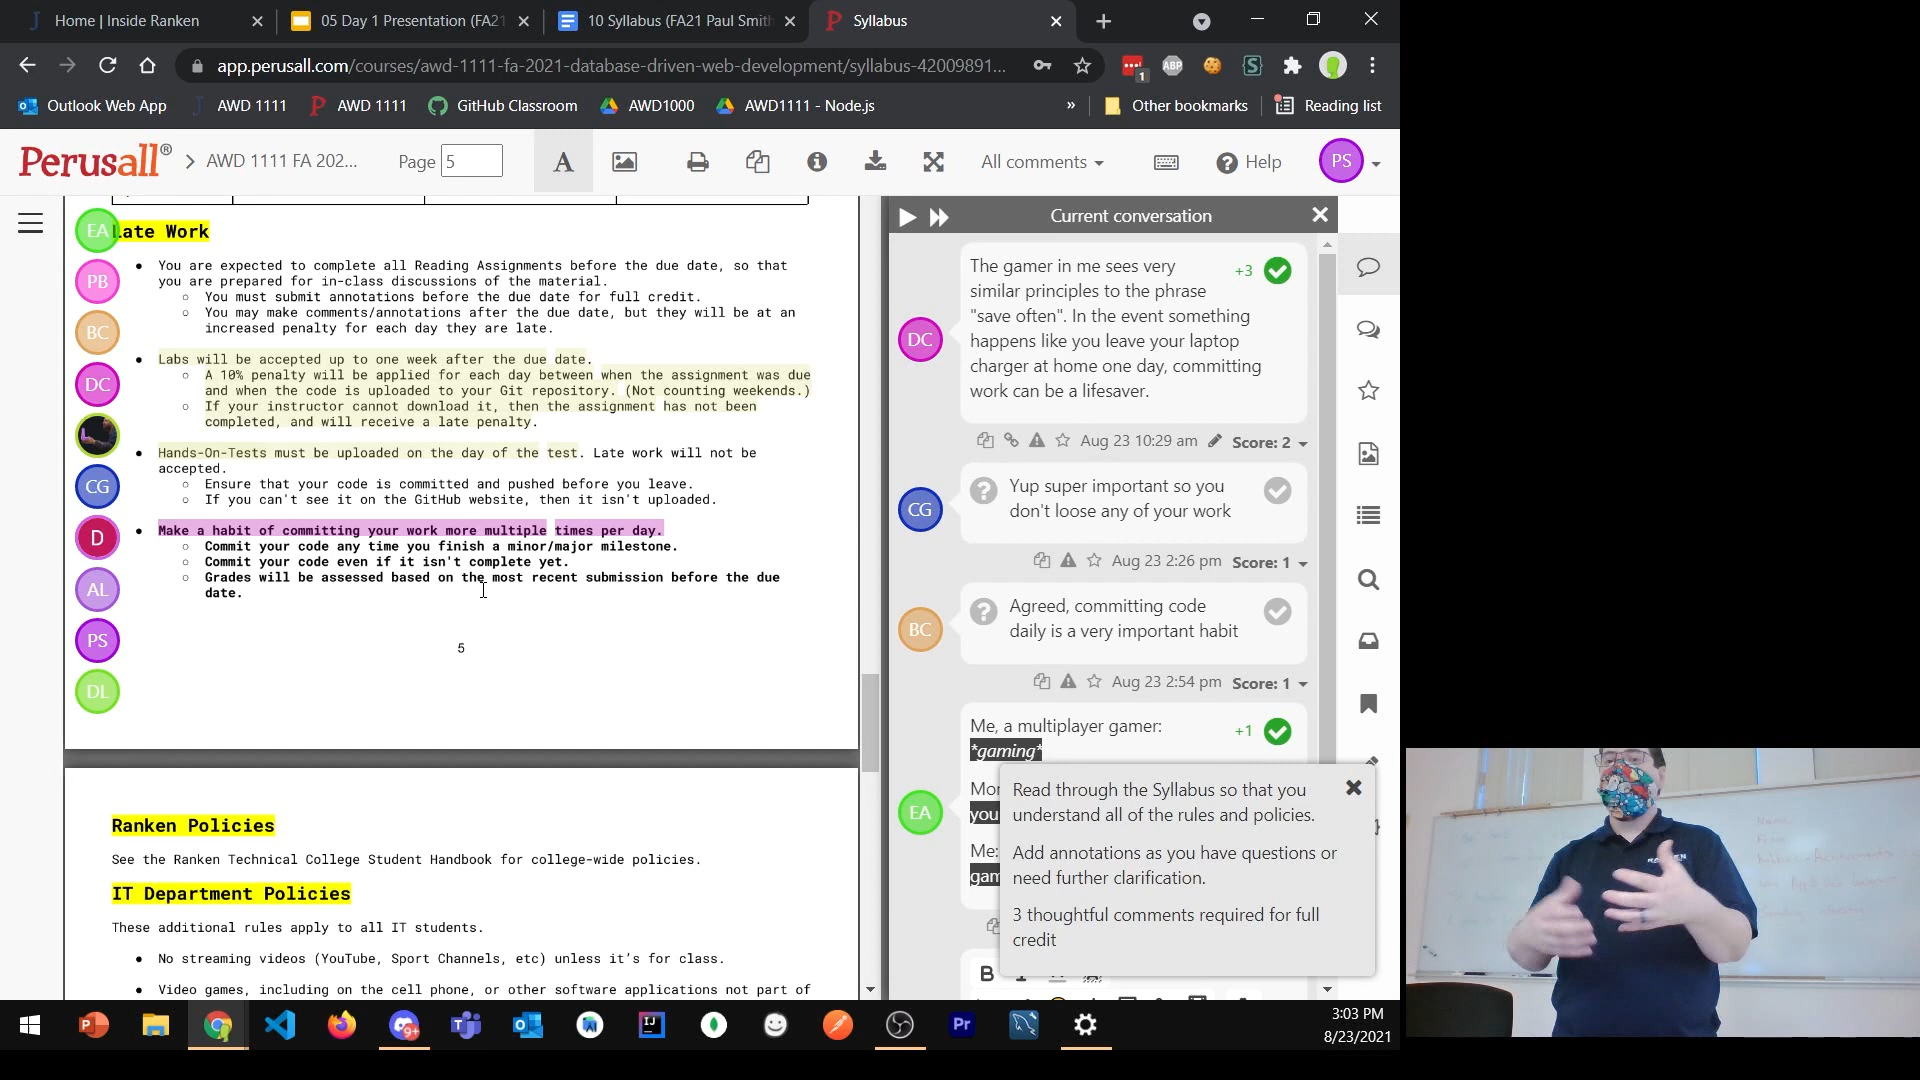 Home | Inside Ranken
05 Day 1 Presentation (FA21
10 Syllabus (FA21 Paul Smith
Syllabus
app.perusall.com/courses/awd-1111-fa-2021-database-driven-web-development/syllabus-42009891...
Outlook Web App
AWD 1111
AWD 1111
GitHub Classroom
AWD1000
AWD1111 - Node.js
»
Other bookmarks
Reading list
Perusall®
AWD 1111 FA 202...
Page 5
All comments
Help
PS
Late Work
● You are expected to complete all Reading Assignments before the due date, so that
you are prepared for in-class discussions of the material.
○ You must submit annotations before the due date for full credit.
○ You may make comments/annotations after the due date, but they will be at an
increased penalty for each day they are late.
● Labs will be accepted up to one week after the due date.
○ A 10% penalty will be applied for each day between when the assignment was due
and when the code is uploaded to your Git repository. (Not counting weekends.)
○ If your instructor cannot download it, then the assignment has not been
completed, and will receive a late penalty.
● Hands-On-Tests must be uploaded on the day of the test. Late work will not be
accepted.
○ Ensure that your code is committed and pushed before you leave.
○ If you can't see it on the GitHub website, then it isn't uploaded.
● Make a habit of committing your work more multiple times per day.
○ Commit your code any time you finish a minor/major milestone.
○ Commit your code even if it isn't complete yet.
○ Grades will be assessed based on the most recent submission before the due
date.
5
EA
PB
BC
DC
CG
D
AL
PS
DL
Ranken Policies
See the Ranken Technical College Student Handbook for college-wide policies.
IT Department Policies
These additional rules apply to all IT students.
● No streaming videos (YouTube, Sport Channels, etc) unless it’s for class.
● Video games, including on the cell phone, or other software applications not part of
Current conversation
DC
The gamer in me sees very
similar principles to the phrase
"save often". In the event something
happens like you leave your laptop
charger at home one day, committing
work can be a lifesaver.
+3
Aug 23 10:29 am
Score: 2
CG
Yup super important so you
don't loose any of your work
Aug 23 2:26 pm
Score: 1
BC
Agreed, committing code
daily is a very important habit
Aug 23 2:54 pm
Score: 1
EA
Me, a multiplayer gamer:
*gaming*
+1
Mo
you
Me:
gam
Read through the Syllabus so that you
understand all of the rules and policies.
Add annotations as you have questions or
need further clarification.
3 thoughtful comments required for full
credit
B
3:03 PM
8/23/2021